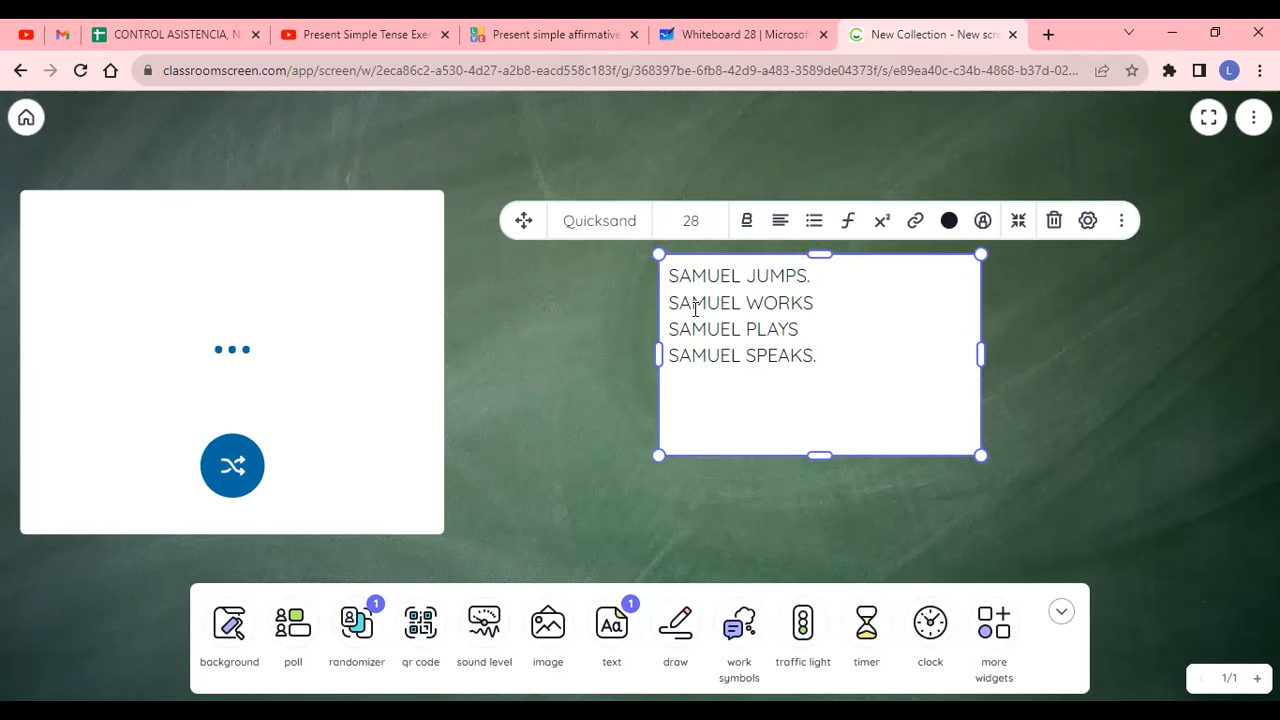 CONTROL ASISTENCIA, N
Present Simple Tense Exer
Present simple affirmative
Whiteboard 28 | Microsof
New Collection - New scre
classroomscreen.com/app/screen/w/2eca86c2-a530-4d27-a2b8-eacd558c183f/g/368397be-6fb8-42d9-a483-3589de04373f/s/e89ea40c-c34b-4868-b37d-02...
L
Quicksand
28
B
SAMUEL JUMPS.
SAMUEL WORKS
SAMUEL PLAYS
SAMUEL SPEAKS.
1
1
background
poll
randomizer
qr code
sound level
image
text
draw
work symbols
traffic light
timer
clock
more widgets
1/1